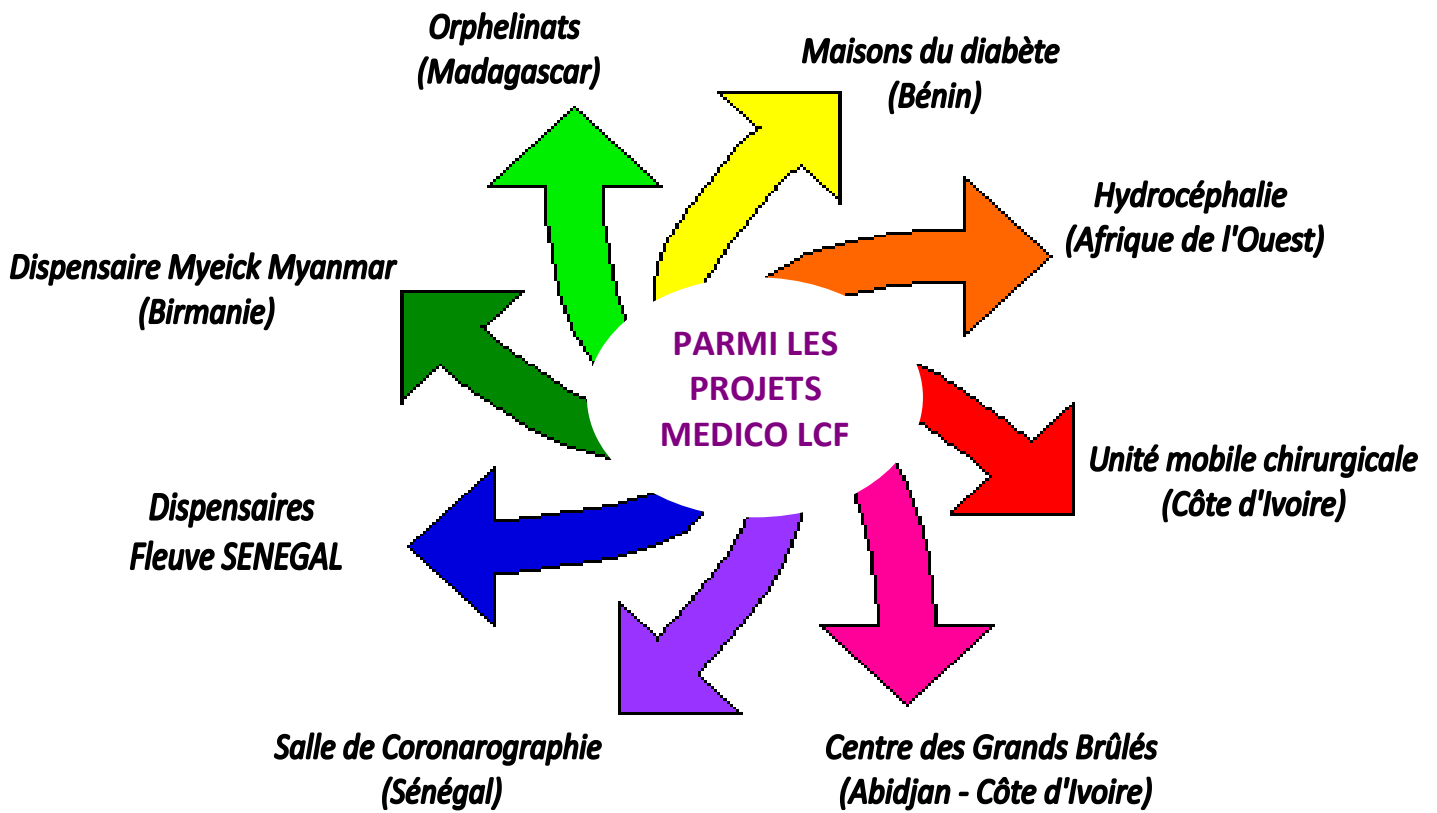 Orphelinats
(Madagascar)
Maisons du diabète
(Bénin)
Hydrocéphalie
(Afrique de l'Ouest)
Dispensaire Myeick Myanmar
(Birmanie)
PARMI LES
PROJETS
MEDICO LCF
Unité mobile chirurgicale
(Côte d'Ivoire)
Dispensaires
Fleuve SENEGAL
Salle de Coronarographie
(Sénégal)
Centre des Grands Brûlés
(Abidjan - Côte d'Ivoire)